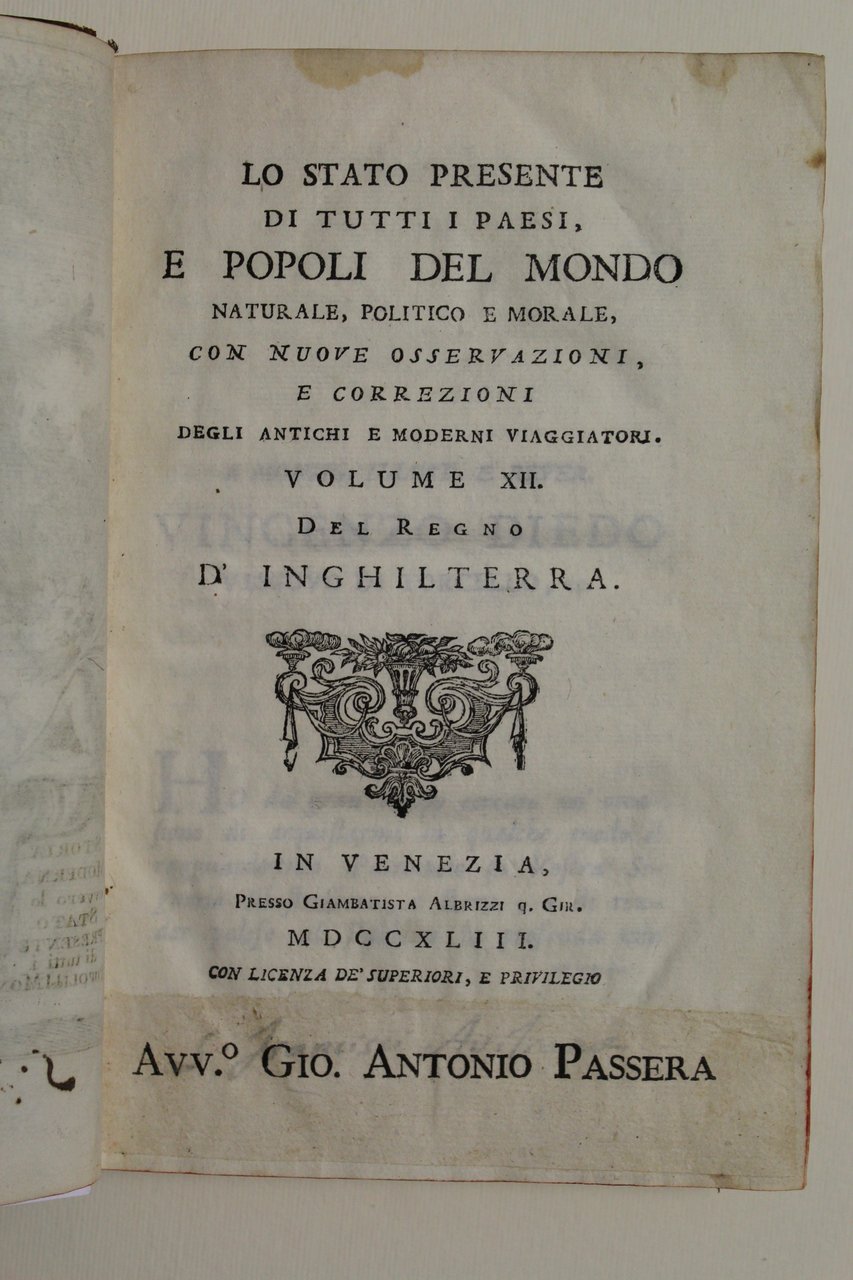 LO STATO PRESENTE
DI TUTTI I PAESI,
E POPOLI DEL MONDO
NATURALE, POLITICO E MORALE,
CON NUOVE OSSERVAZIONI,
E CORREZIONI
DEGLI ANTICHI E MODERNI VIAGGIATORI.
VOLUME XII.
DEL REGNO
D' INGHILTERRA.
IN VENEZIA,
PRESSO GIAMBATISTA ALBRIZZI q. GIR.
MDCCXLIII.
CON LICENZA DE' SUPERIORI, E PRIVILEGIO
AVV.º GIO. ANTONIO PASSERA